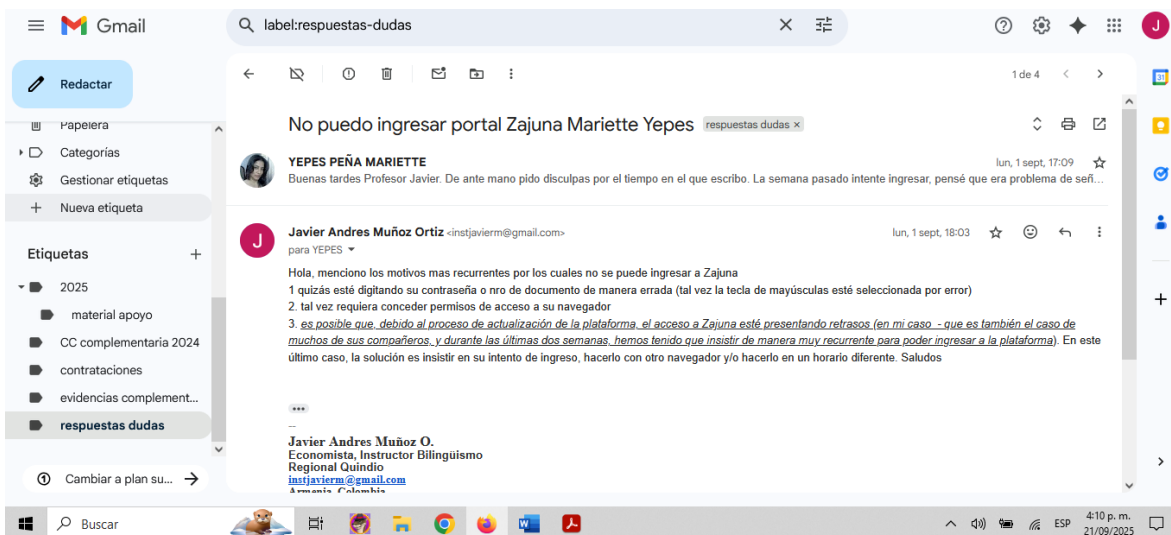 Gmail
label:respuestas-dudas
J
Redactar
1 de 4
Papelera
Categorías
Gestionar etiquetas
Nueva etiqueta
Etiquetas
2025
material apoyo
CC complementaria 2024
contrataciones
evidencias complement...
respuestas dudas
Cambiar a plan su...
No puedo ingresar portal Zajuna Mariette Yepes respuestas dudas ×
YEPES PEÑA MARIETTE lun, 1 sept, 17:09
Buenas tardes Profesor Javier. De ante mano pido disculpas por el tiempo en el que escribo. La semana pasado intente ingresar, pensé que era problema de señ...
J
Javier Andres Muñoz Ortiz <instjavierm@gmail.com> lun, 1 sept, 18:03
para YEPES
Hola, menciono los motivos mas recurrentes por los cuales no se puede ingresar a Zajuna
1 quizás esté digitando su contraseña o nro de documento de manera errada (tal vez la tecla de mayúsculas esté seleccionada por error)
2. tal vez requiera conceder permisos de acceso a su navegador
3. es posible que, debido al proceso de actualización de la plataforma, el acceso a Zajuna esté presentando retrasos (en mi caso - que es también el caso de
muchos de sus compañeros, y durante las últimas dos semanas, hemos tenido que insistir de manera muy recurrente para poder ingresar a la plataforma). En este
último caso, la solución es insistir en su intento de ingreso, hacerlo con otro navegador y/o hacerlo en un horario diferente. Saludos
--
Javier Andres Muñoz O.
Economista, Instructor Bilingüismo
Regional Quindio
instjavierm@gmail.com
Armenia, Colombia
31
Buscar
ESP
4:10 p. m.
21/09/2025